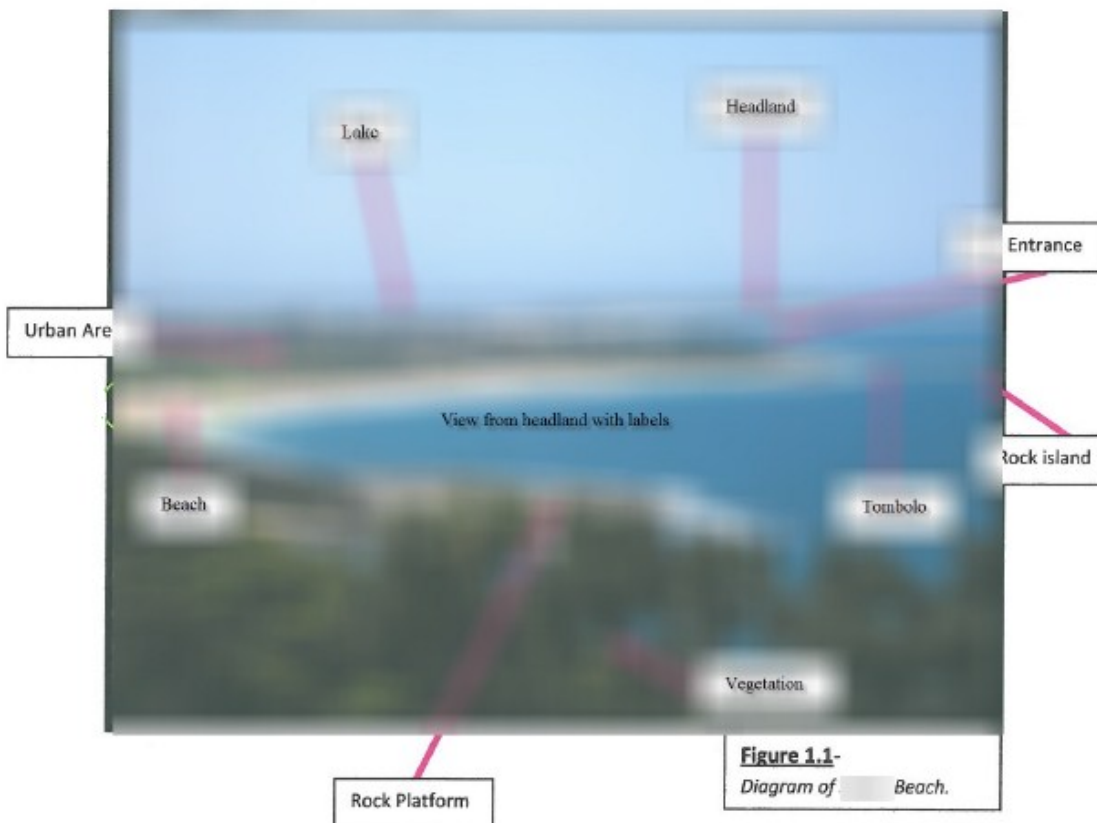 Headland
Lake
Entrance
Urban Are
View from headland with labels
Rock island
Beach
Tombolo
Vegetation
Figure 1.1-
Diagram of Beach.
Rock Platform